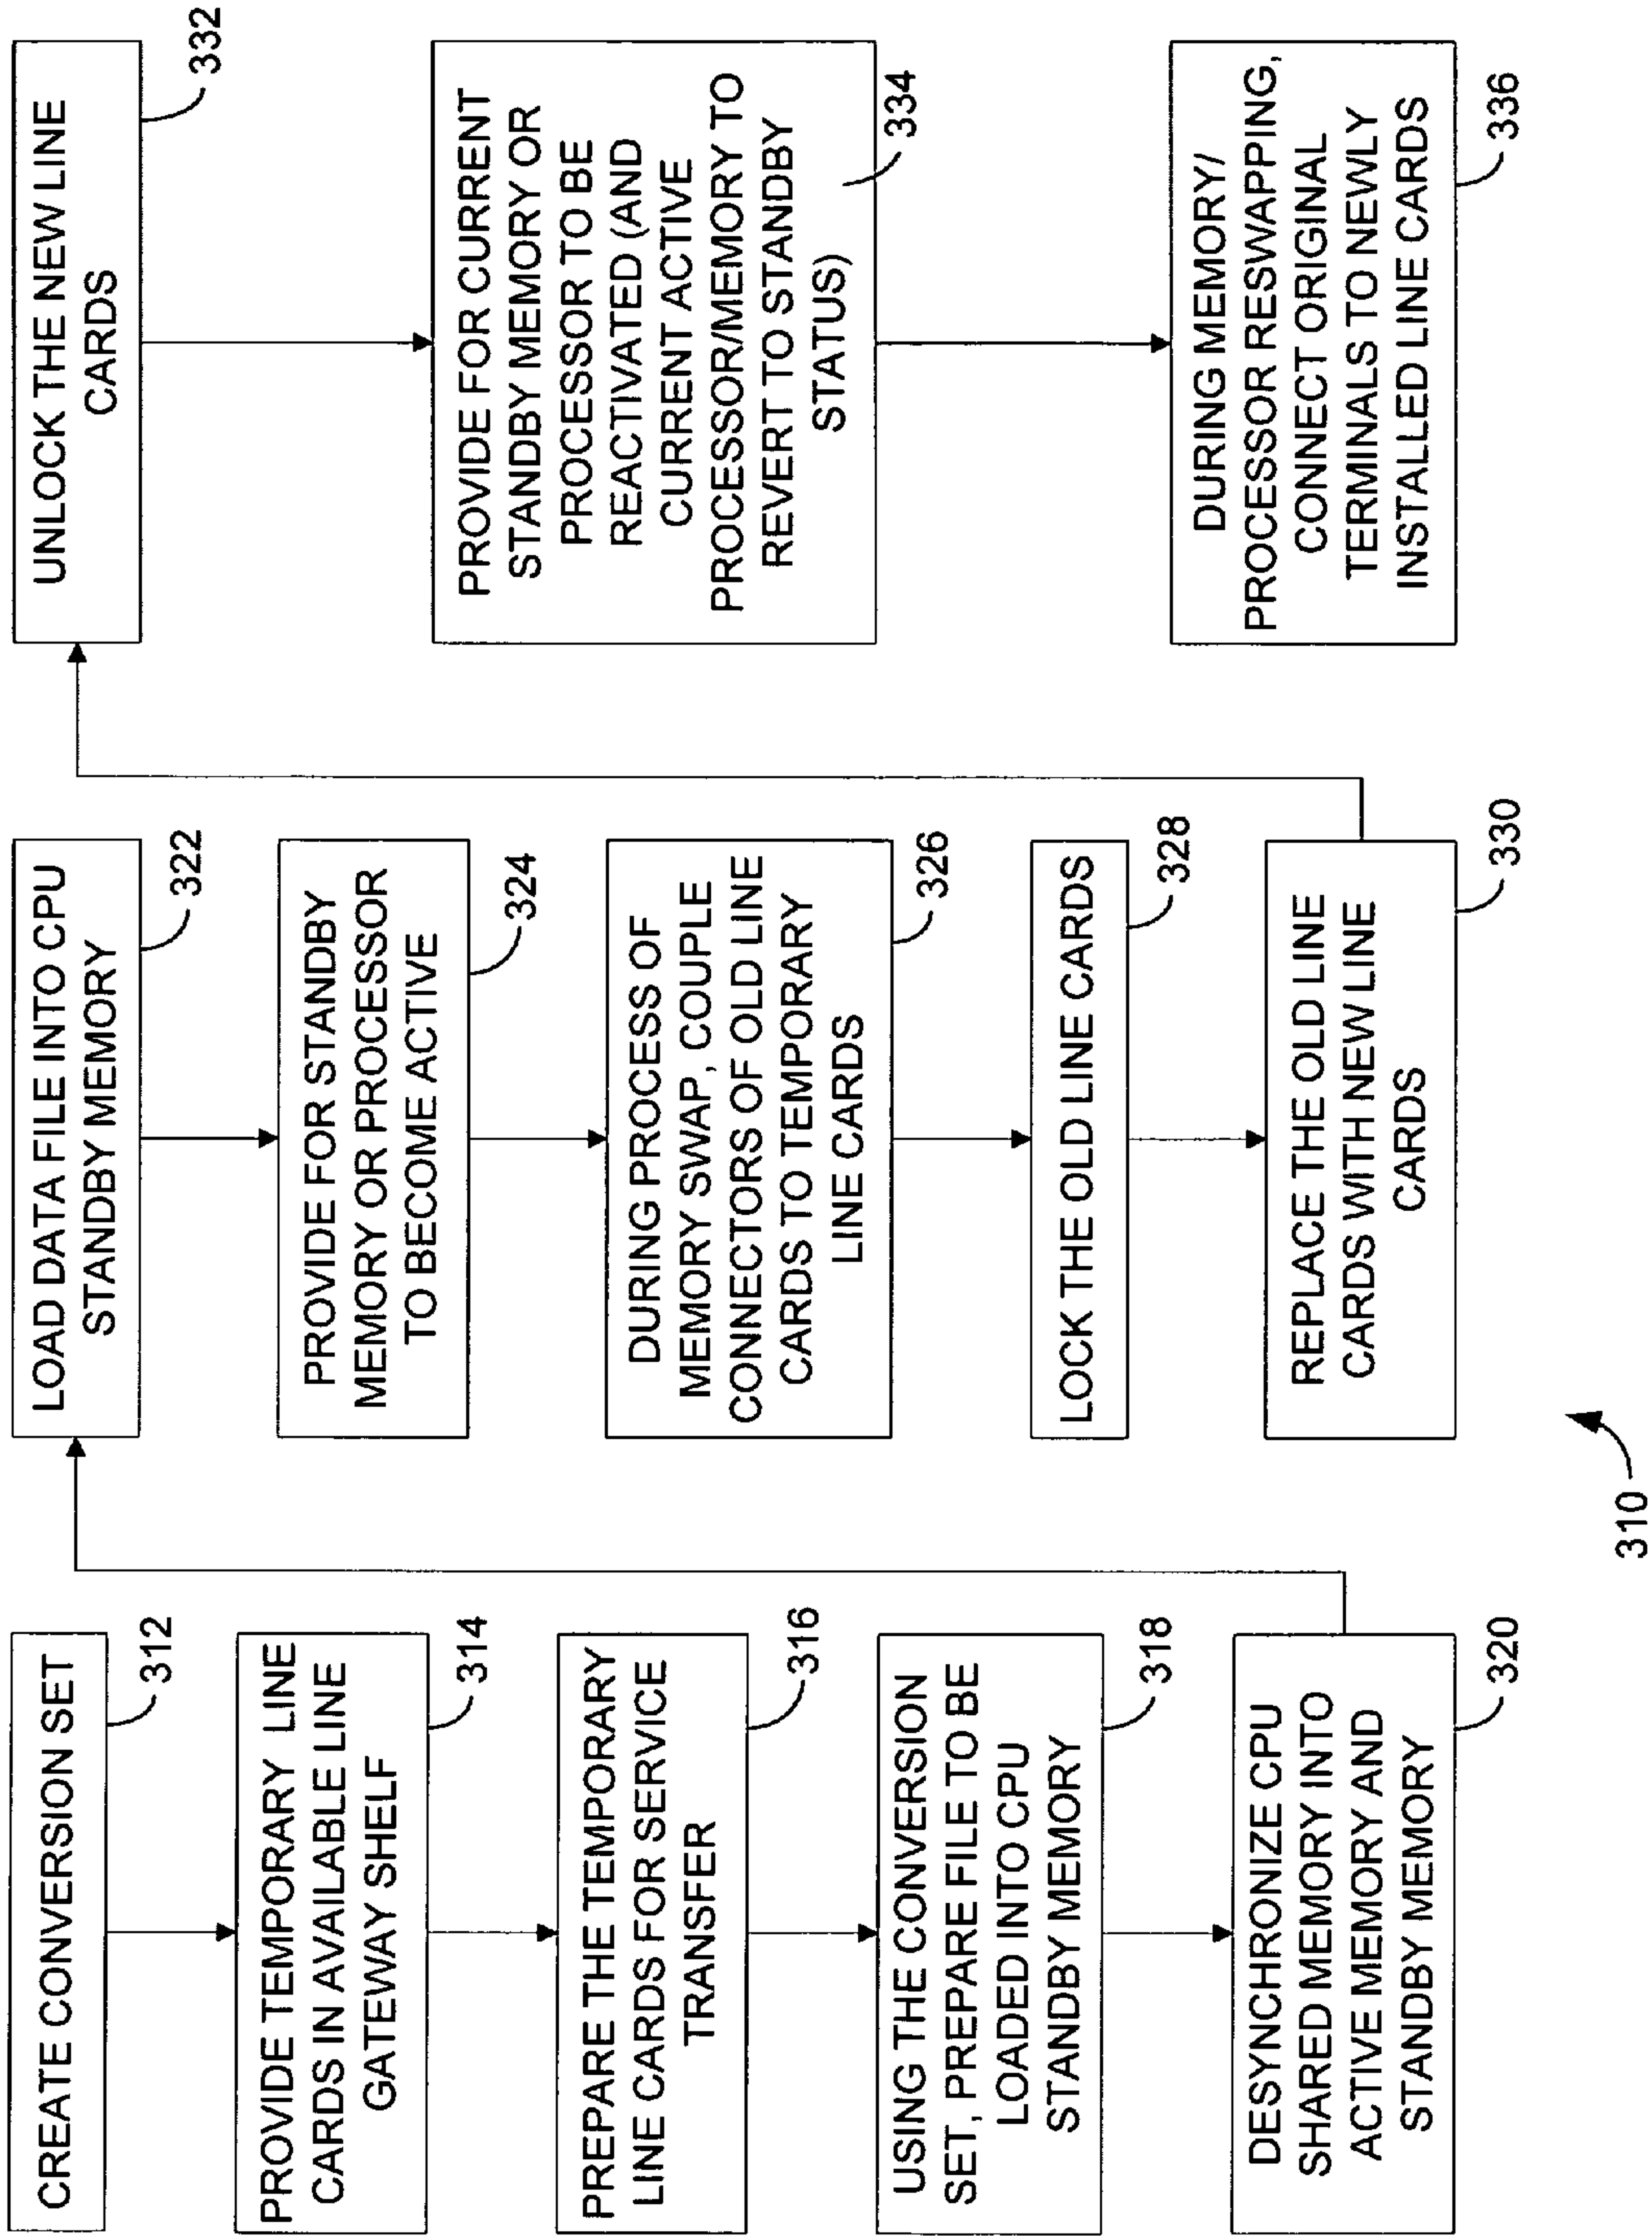 CREATE CONVERSION SET
312
PROVIDE TEMPORARY LINE
CARDS IN AVAILABLE LINE
GATEWAY SHELF
314
PREPARE THE TEMPORARY
LINE CARDS FOR SERVICE
TRANSFER
316
USING THE CONVERSION
SET, PREPARE FILE TO BE
LOADED INTO CPU
STANDBY MEMORY
318
DESYNCHRONIZE CPU
SHARED MEMORY INTO
ACTIVE MEMORY AND
STANDBY MEMORY
320
LOAD DATA FILE INTO CPU
STANDBY MEMORY
322
PROVIDE FOR STANDBY
MEMORY OR PROCESSOR
TO BECOME ACTIVE
324
DURING PROCESS OF
MEMORY SWAP, COUPLE
CONNECTORS OF OLD LINE
CARDS TO TEMPORARY
LINE CARDS
326
LOCK THE OLD LINE CARDS
328
REPLACE THE OLD LINE
CARDS WITH NEW LINE
CARDS
330
UNLOCK THE NEW LINE
CARDS
332
PROVIDE FOR CURRENT
STANDBY MEMORY OR
PROCESSOR TO BE
REACTIVATED (AND
CURRENT ACTIVE
PROCESSOR/MEMORY TO
REVERT TO STANDBY
STATUS)
334
DURING MEMORY/
PROCESSOR RESWAPPING,
CONNECT ORIGINAL
TERMINALS TO NEWLY
INSTALLED LINE CARDS
336
310